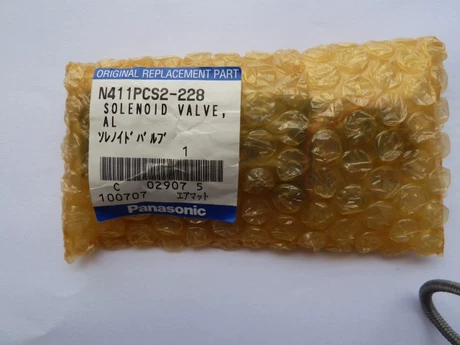 ORIGINAL REPLACEMENT PART
N411PCS2-228
SOLENOID VALVE,
AL
ｿﾚﾉｲﾄﾞﾊﾞﾙﾌﾞ
1
C 02907 5
100707 ｴｱﾏｯﾄ
Panasonic